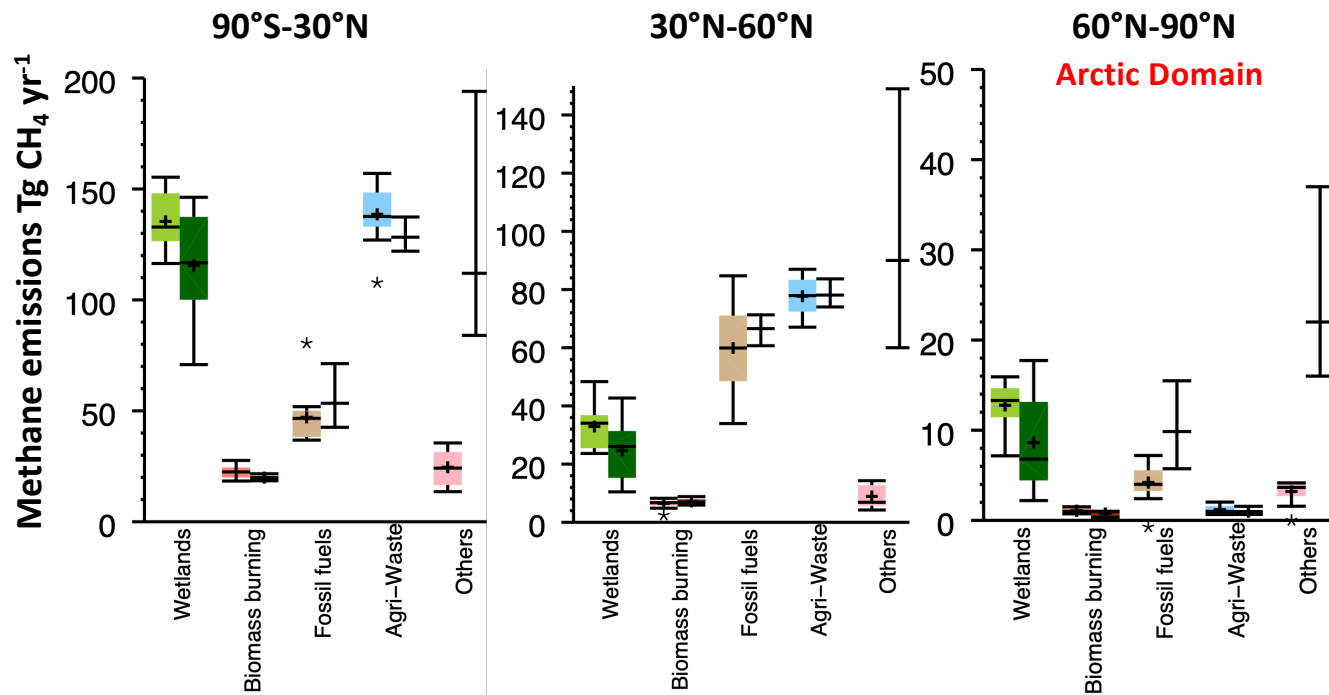 90°S-30°N
30°N-60°N
60°N-90°N
Arctic Domain
Methane emissions Tg CH₄ yr⁻¹
200
150
100
50
0
Wetlands
Biomass burning
Fossil fuels
Agri−Waste
Others
140
120
100
80
60
40
20
0
Wetlands
Biomass burning
Fossil fuels
Agri−Waste
Others
50
40
30
20
10
0
Wetlands
Biomass burning
Fossil fuels
Agri−Waste
Others